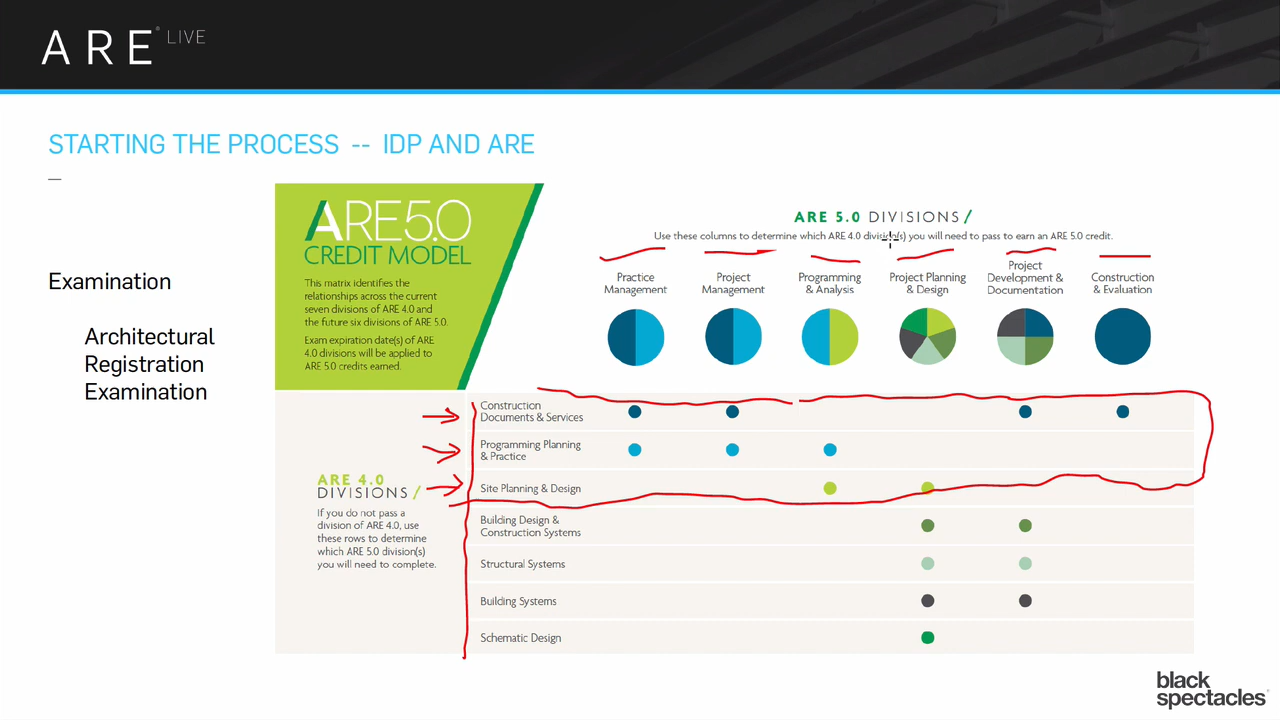 ARE® LIVE
STARTING THE PROCESS -- IDP AND ARE
—
Examination
Architectural
Registration
Examination
ARE5.0
CREDIT MODEL
This matrix identifies the
relationships across the current
seven divisions of ARE 4.0 and
the future six divisions of ARE 5.0.
Exam expiration date(s) of ARE
4.0 divisions will be applied to
ARE 5.0 credits earned.
ARE 5.0 DIVISIONS/
Use these columns to determine which ARE 4.0 division(s) you will need to pass to earn an ARE 5.0 credit.
Practice
Management
Project
Management
Programming
& Analysis
Project Planning
& Design
Project
Development &
Documentation
Construction
& Evaluation
ARE 4.0
DIVISIONS/
If you do not pass a
division of ARE 4.0, use
these rows to determine
which ARE 5.0 division(s)
you will need to complete.
Construction
Documents & Services
Programming Planning
& Practice
Site Planning & Design
Building Design &
Construction Systems
Structural Systems
Building Systems
Schematic Design
black
spectacles